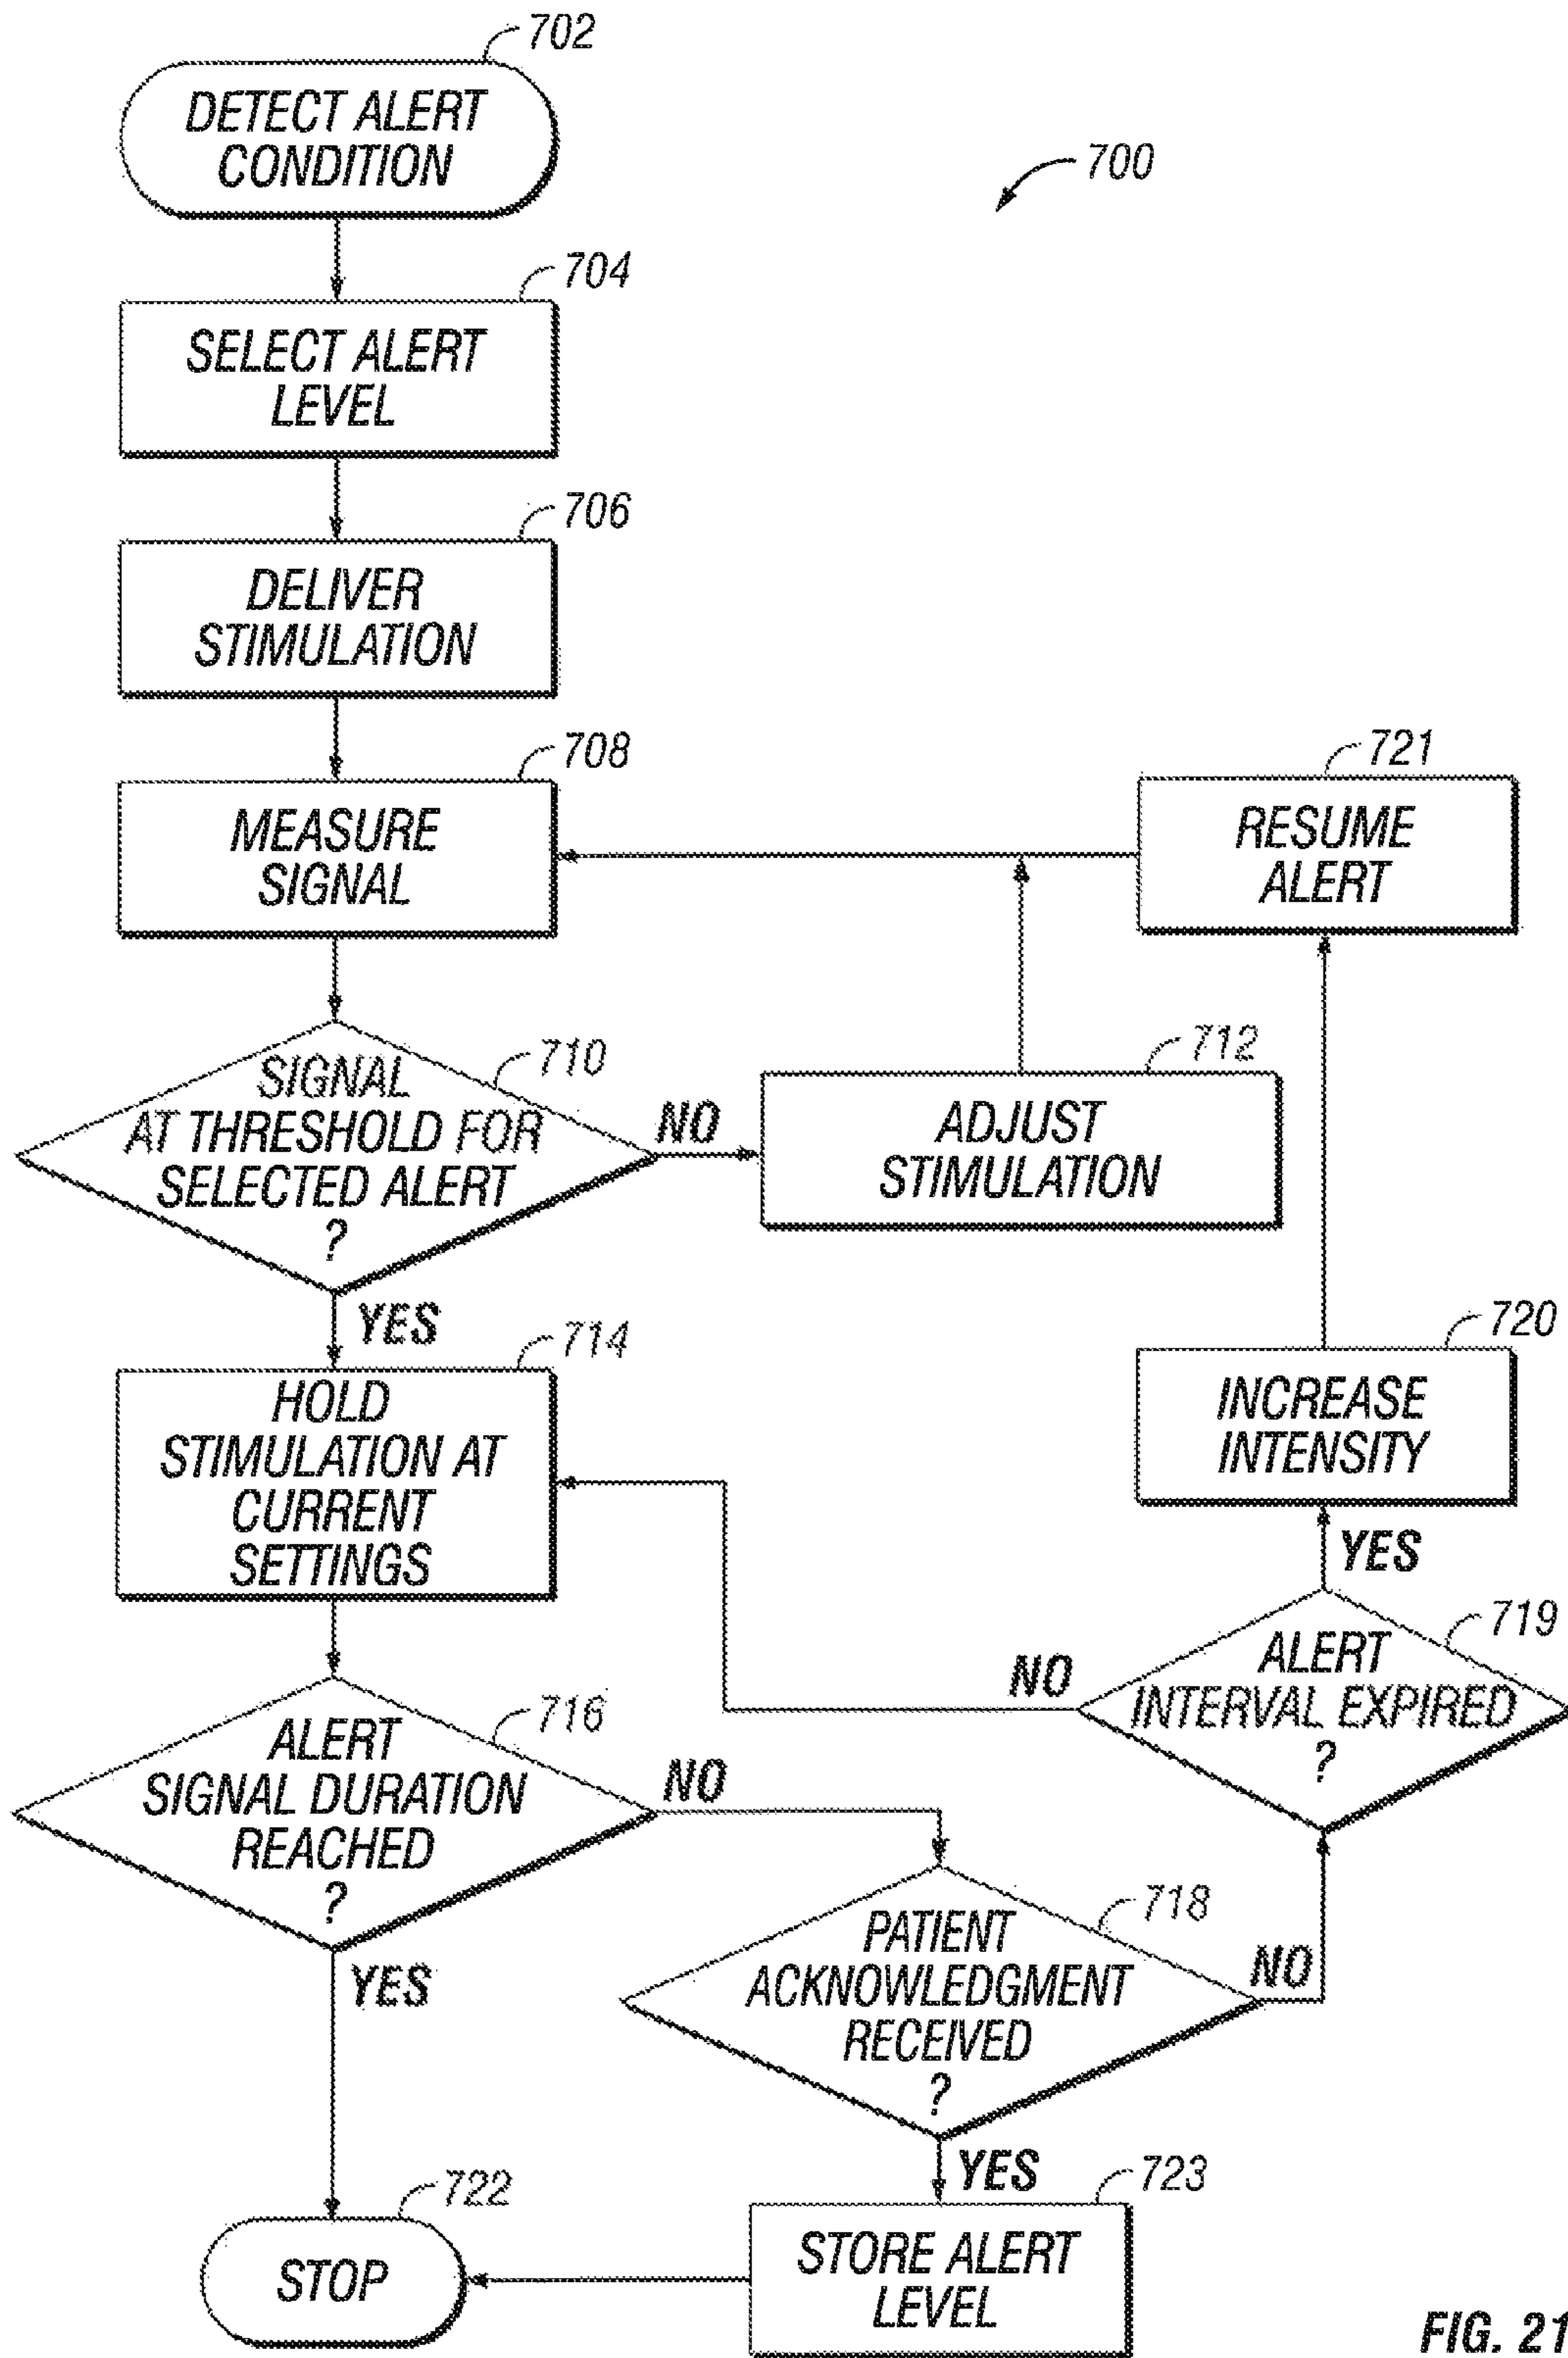 702
DETECT ALERT
CONDITION
700
704
SELECT ALERT
LEVEL
706
DELIVER
STIMULATION
708
MEASURE
SIGNAL
721
RESUME
ALERT
710
SIGNAL
AT THRESHOLD FOR
SELECTED ALERT
?
NO
712
ADJUST
STIMULATION
YES
714
HOLD
STIMULATION AT
CURRENT
SETTINGS
720
INCREASE
INTENSITY
YES
719
ALERT
INTERVAL EXPIRED
?
NO
716
ALERT
SIGNAL DURATION
REACHED
?
NO
YES
718
PATIENT
ACKNOWLEDGMENT
RECEIVED
?
NO
YES
722
STOP
723
STORE ALERT
LEVEL
FIG. 21